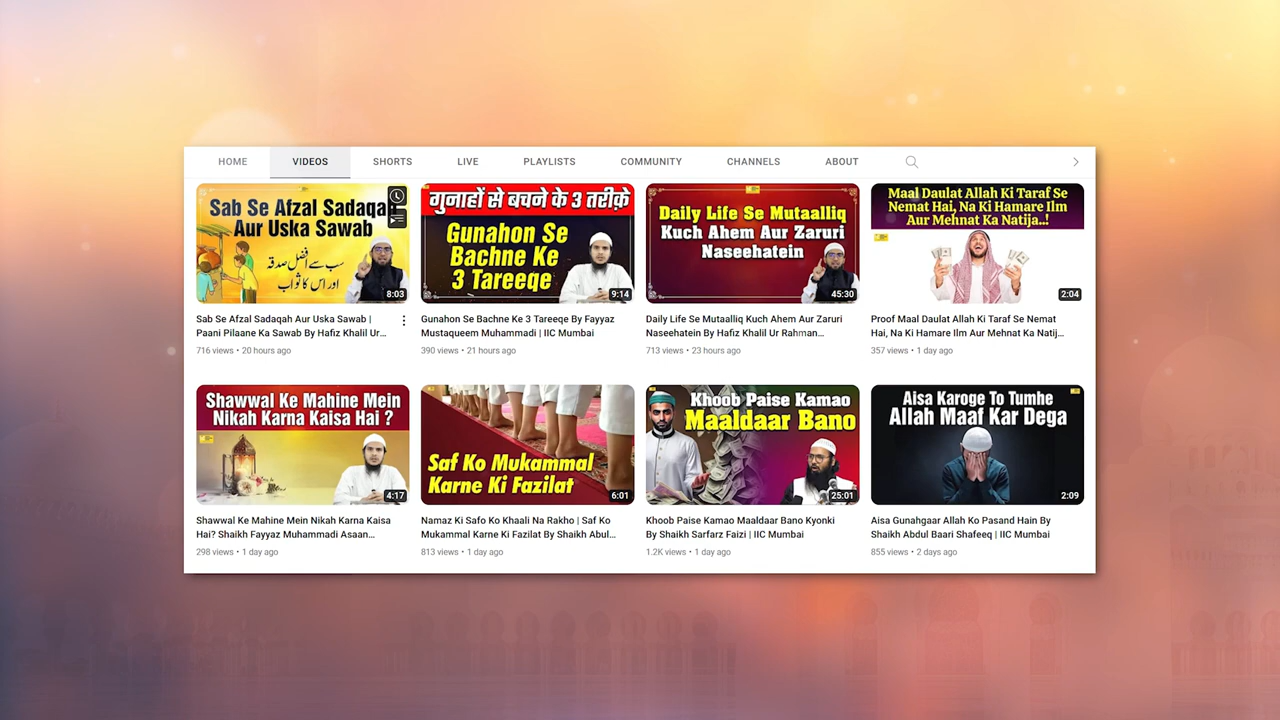 HOME VIDEOS SHORTS LIVE PLAYLISTS COMMUNITY CHANNELS ABOUT
Sab Se Afzal Sadaqah
Aur Uska Sawab
سب سے افضل صدقہ
اور اس کا ثواب
8:03
Sab Se Afzal Sadaqah Aur Uska Sawab |
Paani Pilaane Ka Sawab By Hafiz Khalil Ur...
716 views • 20 hours ago
गुनाहों से बचने के 3 तरीक़े
Gunahon Se
Bachne Ke
3 Tareeqe
9:14
Gunahon Se Bachne Ke 3 Tareeqe By Fayyaz
Mustaqueem Muhammadi | IIC Mumbai
390 views • 21 hours ago
Daily Life Se Mutaalliq
Kuch Ahem Aur Zaruri
Naseehatein
45:30
Daily Life Se Mutaalliq Kuch Ahem Aur Zaruri
Naseehatein By Hafiz Khalil Ur Rahman...
713 views • 23 hours ago
Maal Daulat Allah Ki Taraf Se
Nemat Hai, Na Ki Hamare Ilm
Aur Mehnat Ka Natija..!
2:04
Proof Maal Daulat Allah Ki Taraf Se Nemat
Hai, Na Ki Hamare Ilm Aur Mehnat Ka Natij...
357 views • 1 day ago
Shawwal Ke Mahine Mein
Nikah Karna Kaisa Hai ?
4:17
Shawwal Ke Mahine Mein Nikah Karna Kaisa
Hai? Shaikh Fayyaz Muhammadi Asaan...
298 views • 1 day ago
Saf Ko Mukammal
Karne Ki Fazilat
6:01
Namaz Ki Safo Ko Khaali Na Rakho | Saf Ko
Mukammal Karne Ki Fazilat By Shaikh Abul...
813 views • 1 day ago
Khoob Paise Kamao
Maaldaar Bano
25:01
Khoob Paise Kamao Maaldaar Bano Kyonki
By Shaikh Sarfarz Faizi | IIC Mumbai
1.2K views • 1 day ago
Aisa Karoge To Tumhe
Allah Maaf Kar Dega
2:09
Aisa Gunahgaar Allah Ko Pasand Hain By
Shaikh Abdul Baari Shafeeq | IIC Mumbai
855 views • 2 days ago